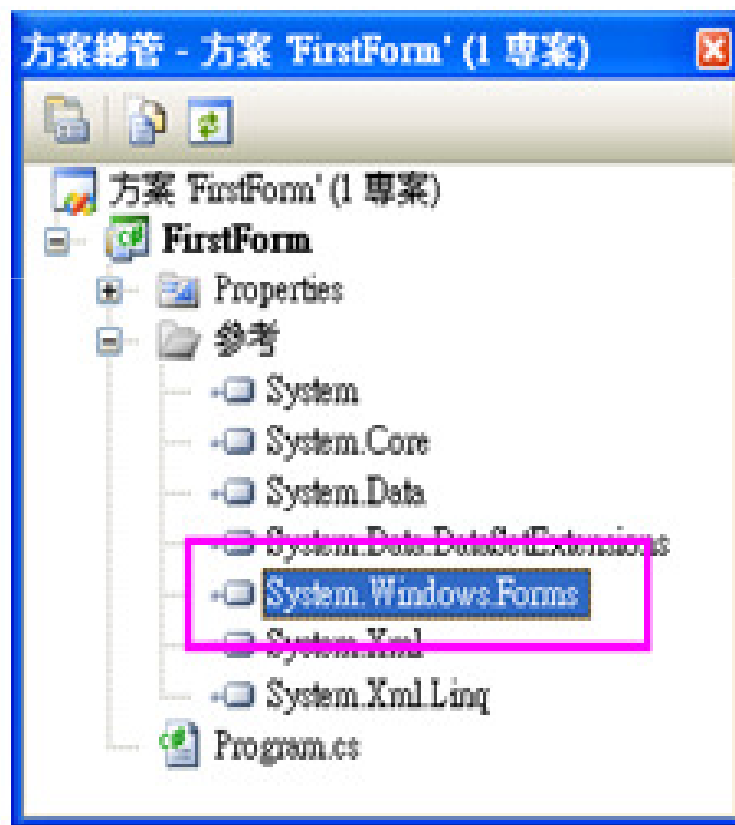 方案總管 - 方案 'FirstForm' (1 專案)
方案 'FirstForm' (1 專案)
FirstForm
Properties
參考
System
System.Core
System.Data
System.Data.DataSetExtensions
System.Windows.Forms
System.Xml
System.Xml.Linq
Program.cs